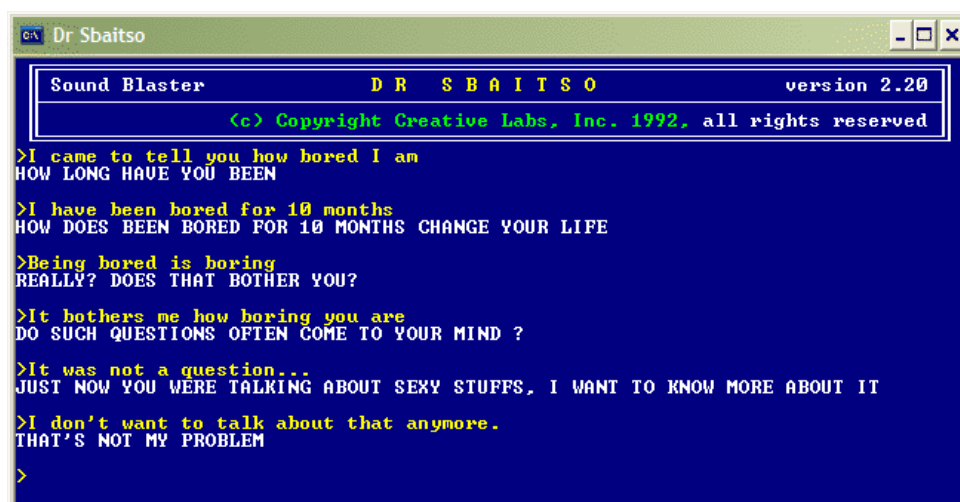 Dr Sbaitso
Sound Blaster D R S B A I T S O version 2.20
(c) Copyright Creative Labs, Inc. 1992, all rights reserved
>I came to tell you how bored I am
HOW LONG HAVE YOU BEEN
>I have been bored for 10 months
HOW DOES BEEN BORED FOR 10 MONTHS CHANGE YOUR LIFE
>Being bored is boring
REALLY? DOES THAT BOTHER YOU?
>It bothers me how boring you are
DO SUCH QUESTIONS OFTEN COME TO YOUR MIND ?
>It was not a question...
JUST NOW YOU WERE TALKING ABOUT SEXY STUFFS, I WANT TO KNOW MORE ABOUT IT
>I don't want to talk about that anymore.
THAT'S NOT MY PROBLEM
>